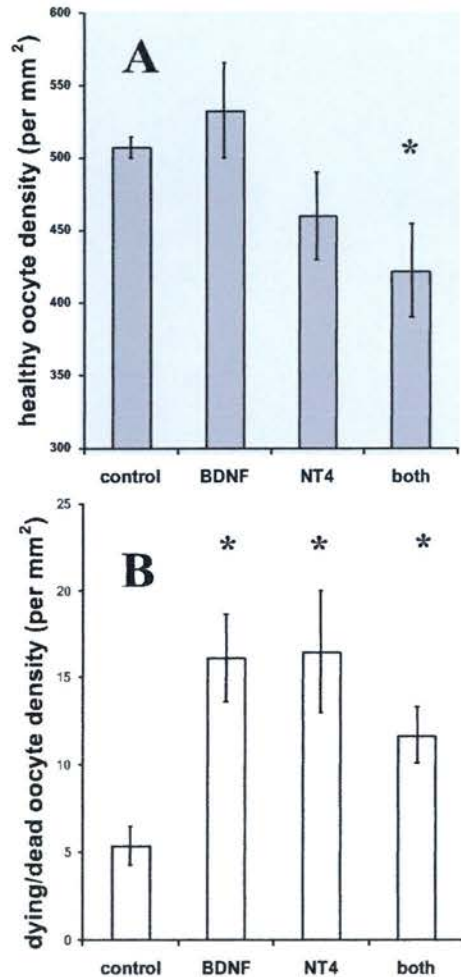 600
550
500
450
400
350
300
healthy oocyte density (per mm²)
A
*
control BDNF NT4 both
25
20
15
10
5
0
dying/dead oocyte density (per mm²)
B
* * *
control BDNF NT4 both